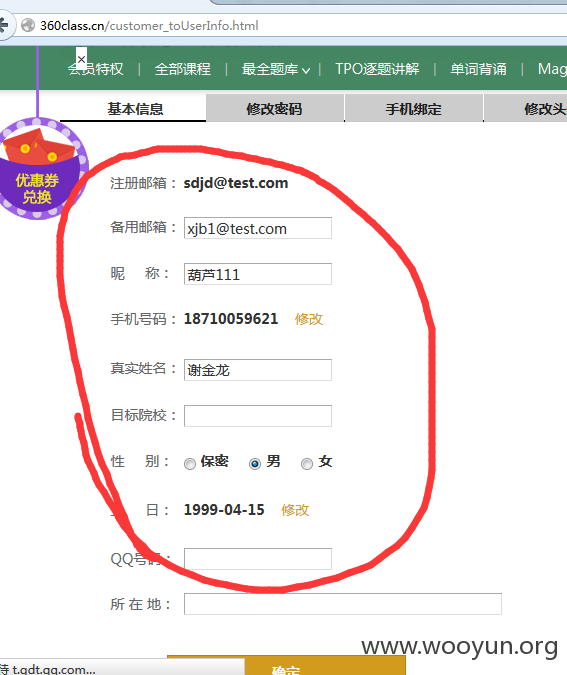 360class.cn/customer_toUserInfo.html
×
会员特权 | 全部课程 | 最全题库 | TPO逐题讲解 | 单词背诵 | Mag
基本信息 修改密码 手机绑定 修改头
优惠券
兑换
注册邮箱： sdjd@test.com
备用邮箱： xjb1@test.com
昵 称： 葫芦111
手机号码： 18710059621 修改
真实姓名： 谢金龙
目标院校：
性 别： 保密 男 女
日： 1999-04-15 修改
QQ号码：
所 在 地：
www.wooyun.org
待 t.gdt.qq.com...
确定